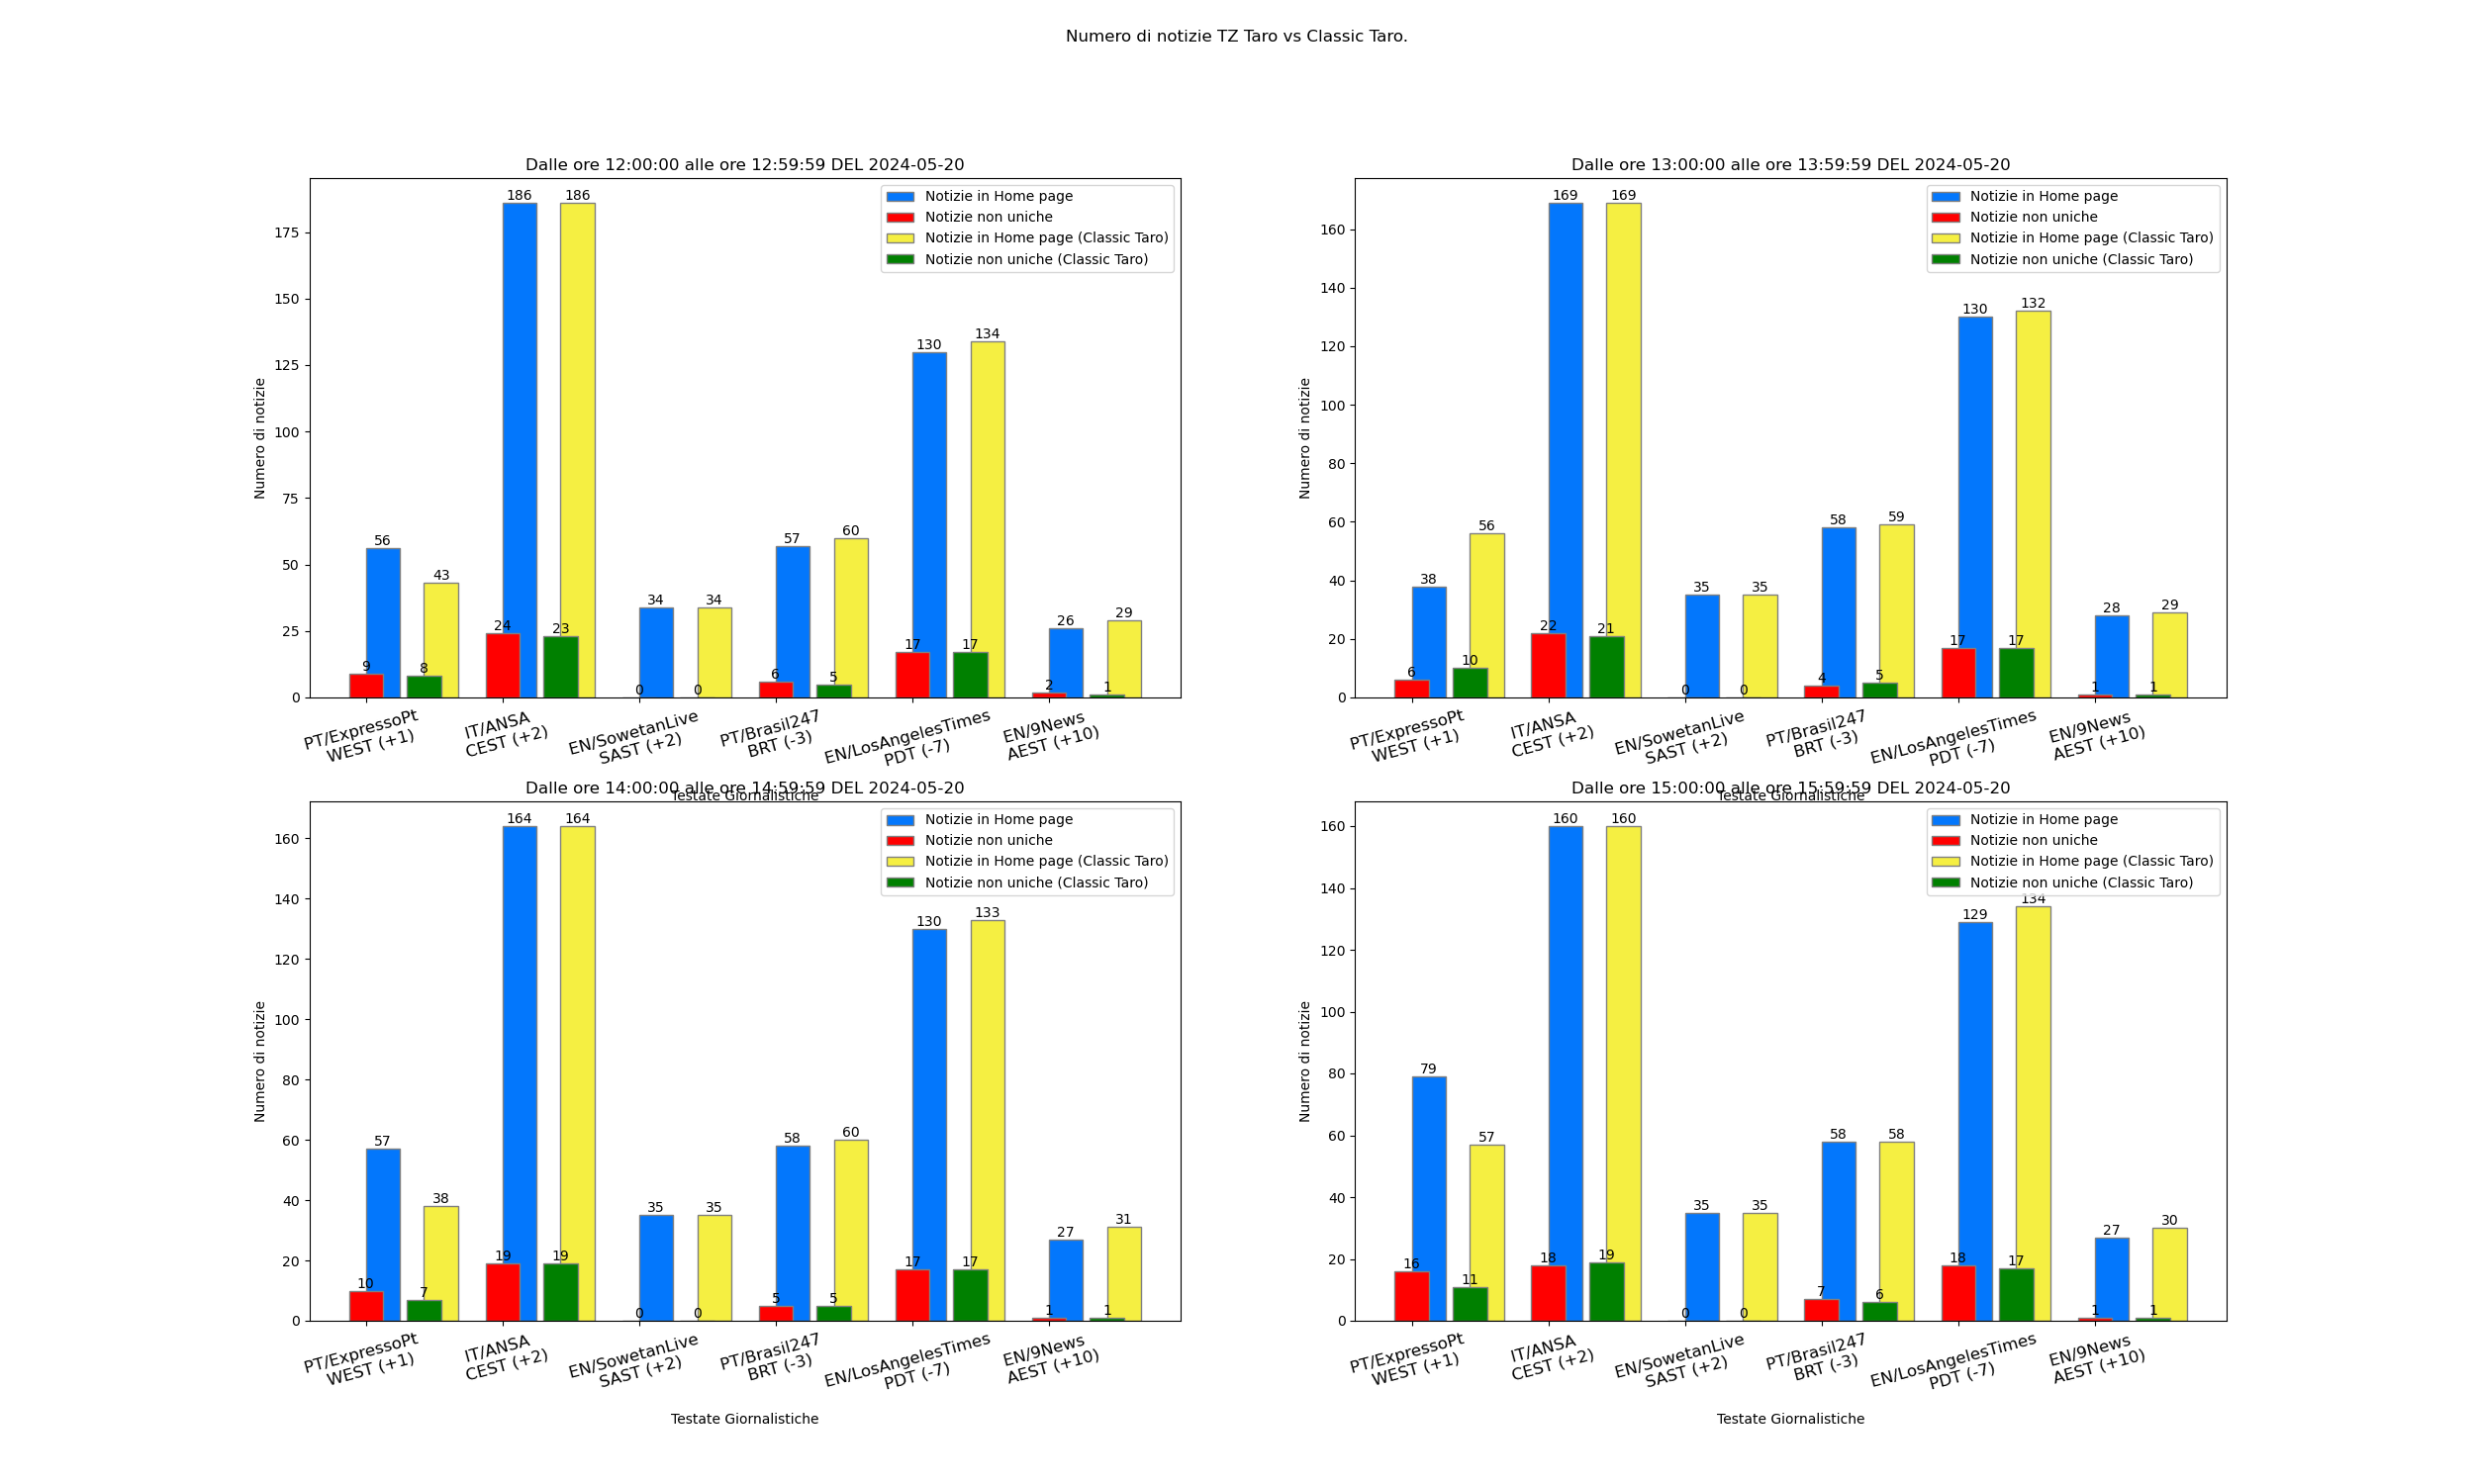 Numero di notizie TZ Taro vs Classic Taro.
Dalle ore 12:00:00 alle ore 12:59:59 DEL 2024-05-20
Notizie in Home page
Notizie non uniche
Notizie in Home page (Classic Taro)
Notizie non uniche (Classic Taro)
Numero di notizie
175
150
125
100
75
50
25
0
186 186
130 134
56 43
57 60
34 34
26 29
9 8
24 23
0 0
6 5
17 17
2 1
PT/ExpressoPt
WEST (+1)
IT/ANSA
CEST (+2)
EN/SowetanLive
SAST (+2)
PT/Brasil247
BRT (-3)
EN/LosAngelesTimes
PDT (-7)
EN/9News
AEST (+10)
Testate Giornalistiche
Dalle ore 13:00:00 alle ore 13:59:59 DEL 2024-05-20
Notizie in Home page
Notizie non uniche
Notizie in Home page (Classic Taro)
Notizie non uniche (Classic Taro)
Numero di notizie
160
140
120
100
80
60
40
20
0
169 169
130 132
38 56
58 59
35 35
28 29
6 10
22 21
0 0
4 5
17 17
1 1
PT/ExpressoPt
WEST (+1)
IT/ANSA
CEST (+2)
EN/SowetanLive
SAST (+2)
PT/Brasil247
BRT (-3)
EN/LosAngelesTimes
PDT (-7)
EN/9News
AEST (+10)
Testate Giornalistiche
Dalle ore 14:00:00 alle ore 14:59:59 DEL 2024-05-20
Notizie in Home page
Notizie non uniche
Notizie in Home page (Classic Taro)
Notizie non uniche (Classic Taro)
Numero di notizie
160
140
120
100
80
60
40
20
0
164 164
130 133
57 38
58 60
35 35
27 31
10 7
19 19
0 0
5 5
17 17
1 1
PT/ExpressoPt
WEST (+1)
IT/ANSA
CEST (+2)
EN/SowetanLive
SAST (+2)
PT/Brasil247
BRT (-3)
EN/LosAngelesTimes
PDT (-7)
EN/9News
AEST (+10)
Testate Giornalistiche
Dalle ore 15:00:00 alle ore 15:59:59 DEL 2024-05-20
Notizie in Home page
Notizie non uniche
Notizie in Home page (Classic Taro)
Notizie non uniche (Classic Taro)
Numero di notizie
160
140
120
100
80
60
40
20
0
160 160
129 134
79 57
58 58
35 35
27 30
16 11
18 19
0 0
7 6
18 17
1 1
PT/ExpressoPt
WEST (+1)
IT/ANSA
CEST (+2)
EN/SowetanLive
SAST (+2)
PT/Brasil247
BRT (-3)
EN/LosAngelesTimes
PDT (-7)
EN/9News
AEST (+10)
Testate Giornalistiche